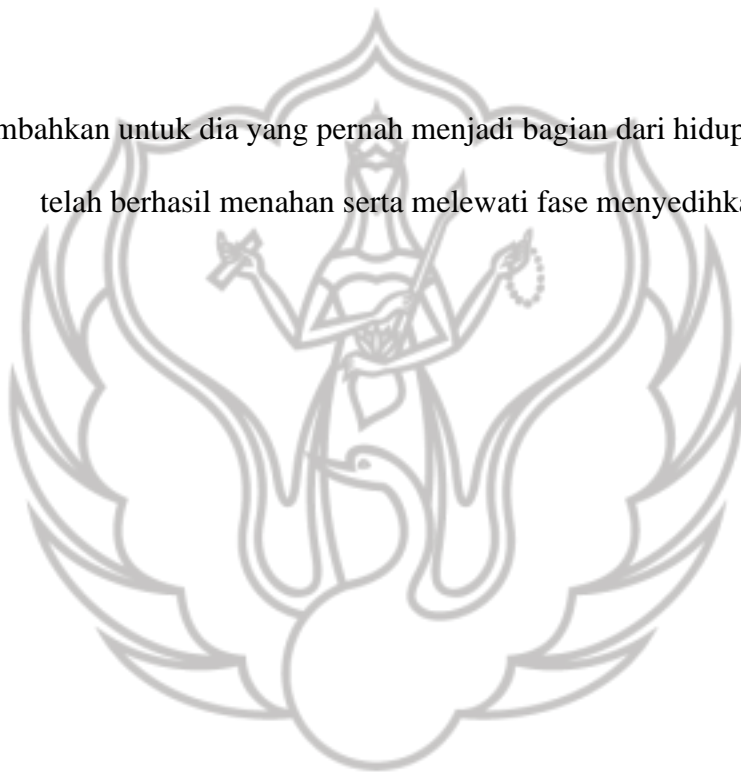 mbahkan untuk dia yang pernah menjadi bagian dari hidup
telah berhasil menahan serta melewati fase menyedihka